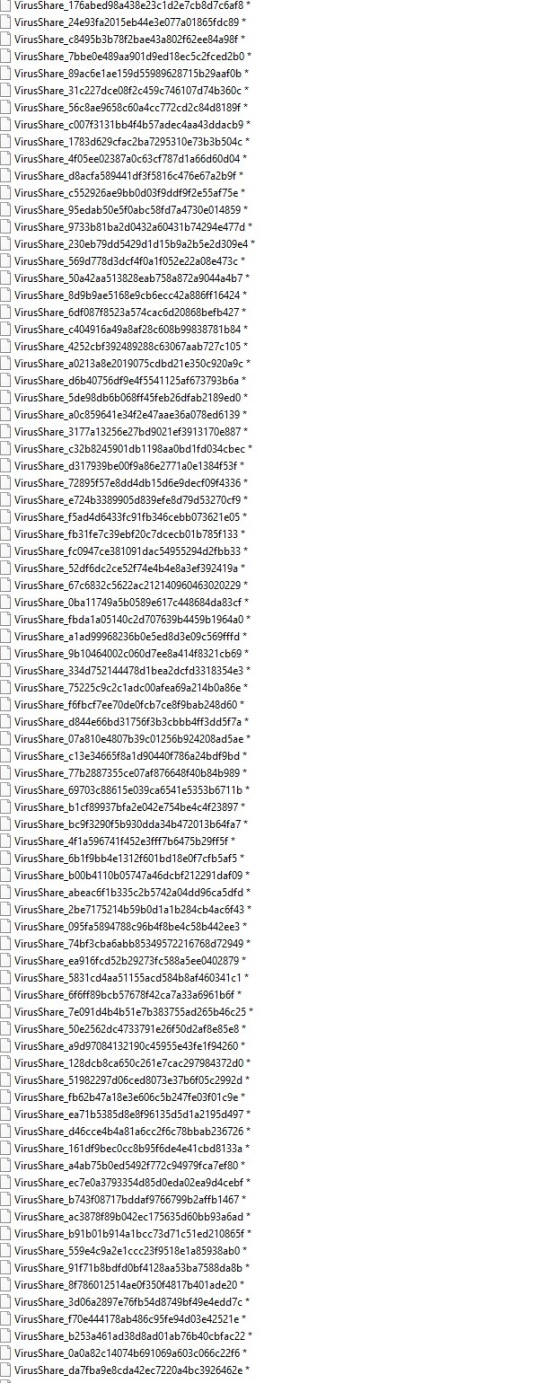 VirusShare_176abed98a438e23c1d2e7cb8d7c6af8 *
VirusShare_24e93fa2015eb44e3e077a01865fdc89 *
VirusShare_c8495b3b78f2bae43a802f62ee84a98f *
VirusShare_7bbe0e489aa901d9ed18ec5c2fced2b0 *
VirusShare_89ac6e1ae159d55989628715b29aaf0b *
VirusShare_31c227dce08f2c459c746107d74b360c *
VirusShare_56c8ae9658c60a4cc772cd2c84d8189f *
VirusShare_c007f3131bb4f4b57adec4aa43ddacb9 *
VirusShare_1783d629cfac2ba7295310e73b3b504c *
VirusShare_4f05ee02387a0c63cf787d1a66d60d04 *
VirusShare_d8acfa589441df3f5816c476e67a2b9f *
VirusShare_c552926ae9bb0d03f9ddf9f2e55af75e *
VirusShare_95edab50e5f0abc58fd7a4730e014859 *
VirusShare_9733b81ba2d0432a60431b74294e477d *
VirusShare_230eb79dd5429d1d15b9a2b5e2d309e4 *
VirusShare_569d778d3dcf4f0a1f052e22a08e473c *
VirusShare_50a42aa513828eab758a872a9044a4b7 *
VirusShare_8d9b9ae5168e9cb6ecc42a886ff16424 *
VirusShare_6df087f8523a574cac6d20868befb427 *
VirusShare_c404916a49a8af28c608b99838781b84 *
VirusShare_4252cbf392489288c63067aab727c105 *
VirusShare_a0213a8e2019075cdbd21e350c920a9c *
VirusShare_d6b40756df9e4f5541125af673793b6a *
VirusShare_5de98db6b068ff45feb26dfab2189ed0 *
VirusShare_a0c859641e34f2e47aae36a078ed6139 *
VirusShare_3177a13256e27bd9021ef3913170e887 *
VirusShare_c32b8245901db1198aa0bd1fd034cbec *
VirusShare_d317939be00f9a86e2771a0e1384f53f *
VirusShare_72895f57e8dd4db15d6e9decf09f4336 *
VirusShare_e724b3389905d839efe8d79d53270cf9 *
VirusShare_f5ad4d6433fc91fb346cebb073621e05 *
VirusShare_fb31fe7c39ebf20c7dcecb01b785f133 *
VirusShare_fc0947ce381091dac54955294d2fbb33 *
VirusShare_52df6dc2ce52f74e4b4e8a3ef392419a *
VirusShare_67c6832c5622ac212140960463020229 *
VirusShare_0ba11749a5b0589e617c448684da83cf *
VirusShare_fbda1a05140c2d707639b4459b1964a0 *
VirusShare_a1ad99968236b0e5ed8d3e09c569fffd *
VirusShare_9b10464002c060d7ee8a414f8321cb69 *
VirusShare_334d752144478d1bea2dcfd3318354e3 *
VirusShare_75225c9c2c1adc00afea69a214b0a86e *
VirusShare_f6fbcf7ee70de0fcb7ce8f9bab248d60 *
VirusShare_d844e66bd31756f3b3cbbb4ff3dd5f7a *
VirusShare_07a810e4807b39c01256b924208ad5ae *
VirusShare_c13e34665f8a1d90440f786a24bdf9bd *
VirusShare_77b2887355ce07af876648f40b84b989 *
VirusShare_69703c88615e039ca6541e5353b6711b *
VirusShare_b1cf89937bfa2e042e754be4c4f23897 *
VirusShare_bc9f3290f5b930dda34b472013b64fa7 *
VirusShare_4f1a596741f452e3fff7b6475b29ff5f *
VirusShare_6b1f9bb4e1312f601bd18e0f7cfb5af5 *
VirusShare_b00b4110b05747a46dcbf212291daf09 *
VirusShare_abeac6f1b335c2b5742a04dd96ca5dfd *
VirusShare_2be7175214b59b0d1a1b284cb4ac6f43 *
VirusShare_095fa5894788c96b4f8be4c58b442ee3 *
VirusShare_74bf3cba6abb85349572216768d72949 *
VirusShare_ea916fcd52b29273fc588a5ee0402879 *
VirusShare_5831cd4aa51155acd584b8af460341c1 *
VirusShare_6f6ff89bcb57678f42ca7a33a6961b6f *
VirusShare_7e091d4b4b51e7b383755ad265b46c25 *
VirusShare_50e2562dc4733791e26f50d2af8e85e8 *
VirusShare_a9d97084132190c45955e43fe1f94260 *
VirusShare_128dcb8ca650c261e7cac297984372d0 *
VirusShare_51982297d06ced8073e37b6f05c2992d *
VirusShare_fb62b47a18e3e606c5b247fe03f01c9e *
VirusShare_ea71b5385d8e8f96135d5d1a2195d497 *
VirusShare_d46cce4b4a81a6cc2f6c78bbab236726 *
VirusShare_161df9bec0cc8b95f6de4e41cbd8133a *
VirusShare_a4ab75b0ed5492f772c94979fca7ef80 *
VirusShare_ec7e0a3793354d85d0eda02ea9d4cebf *
VirusShare_b743f08717bddaf9766799b2affb1467 *
VirusShare_ac3878f89b042ec175635d60bb93a6ad *
VirusShare_b91b01b914a1bcc73d71c51ed210865f *
VirusShare_559e4c9a2e1ccc23f9518e1a85938ab0 *
VirusShare_91f71b8bdfd0bf4128aa53ba7588da8b *
VirusShare_8f786012514ae0f350f4817b401ade20 *
VirusShare_3d06a2897e76fb54d8749bf49e4edd7c *
VirusShare_f70e444178ab486c95fe94d03e42521e *
VirusShare_b253a461ad38d8ad01ab76b40cbfac22 *
VirusShare_0a0a82c14074b691069a603c066c22f6 *
VirusShare_da7fba9e8cda42ec7220a4bc3926462e *